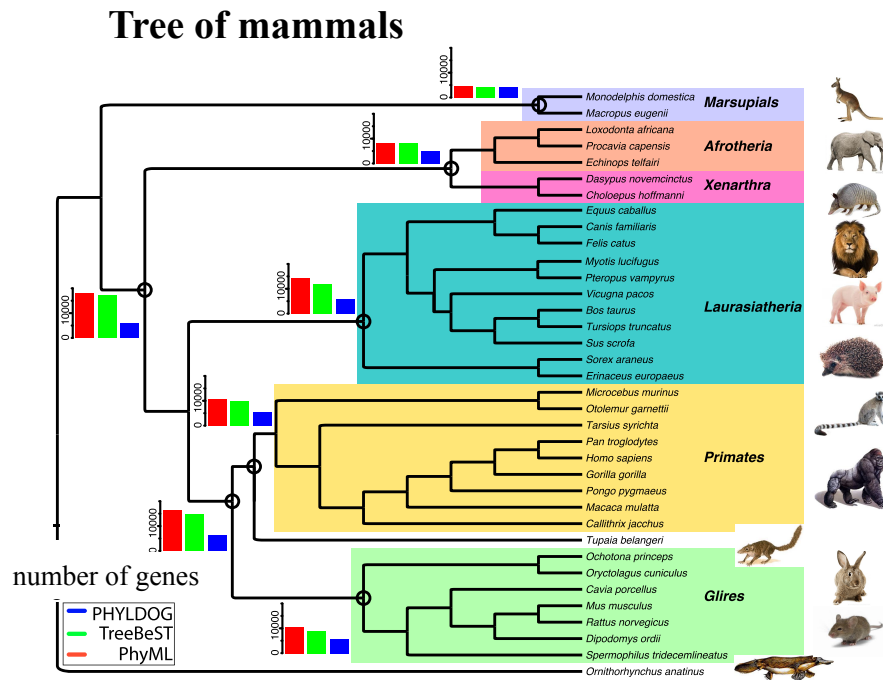 Tree of mammals
0 10000
Monodelphis domestica
Macropus eugenii
Marsupials
0 10000
Loxodonta africana
Procavia capensis
Echinops telfairi
Afrotheria
Dasypus novemcinctus
Choloepus hoffmanni
Xenarthra
Equus caballus
Canis familiaris
Felis catus
Myotis lucifugus
Pteropus vampyrus
Vicugna pacos
Bos taurus
Tursiops truncatus
Sus scrofa
Sorex araneus
Erinaceus europaeus
Laurasiatheria
0 10000
0 10000
0 10000
Microcebus murinus
Otolemur garnettii
Tarsius syrichta
Pan troglodytes
Homo sapiens
Gorilla gorilla
Pongo pygmaeus
Macaca mulatta
Callithrix jacchus
Primates
0 10000
Tupaia belangeri
Ochotona princeps
Oryctolagus cuniculus
Cavia porcellus
Mus musculus
Rattus norvegicus
Dipodomys ordii
Spermophilus tridecemlineatus
Glires
0 10000
Ornithorhynchus anatinus
number of genes
PHYLDOG
TreeBeST
PhyML